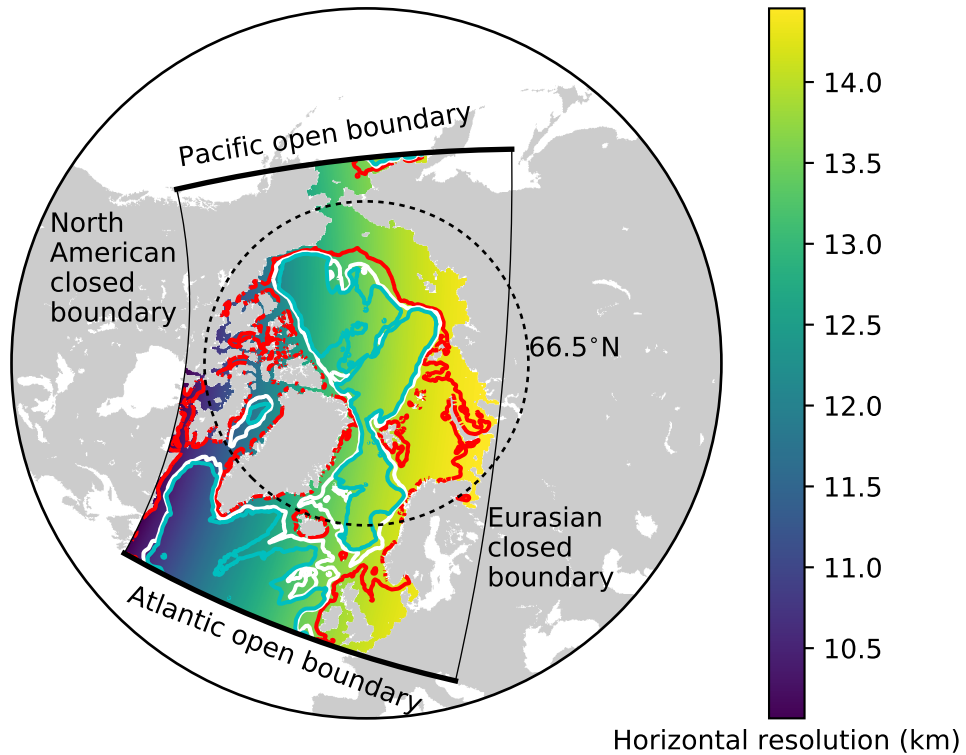 Pacific open boundary
North
American
closed
boundary
66.5°N
Eurasian
closed
boundary
Atlantic open boundary
14.0
13.5
13.0
12.5
12.0
11.5
11.0
10.5
Horizontal resolution (km)